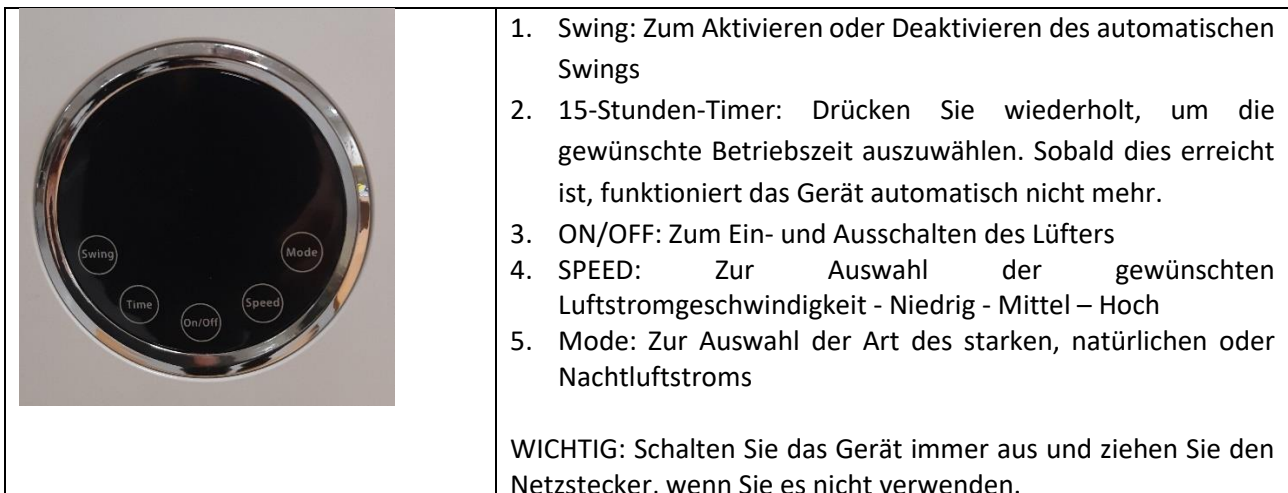 Swing
Mode
Time
Speed
On/Off
1. Swing: Zum Aktivieren oder Deaktivieren des automatischen
Swings
2. 15-Stunden-Timer: Drücken Sie wiederholt, um die
gewünschte Betriebszeit auszuwählen. Sobald dies erreicht
ist, funktioniert das Gerät automatisch nicht mehr.
3. ON/OFF: Zum Ein- und Ausschalten des Lüfters
4. SPEED: Zur Auswahl der gewünschten
Luftstromgeschwindigkeit - Niedrig - Mittel – Hoch
5. Mode: Zur Auswahl der Art des starken, natürlichen oder
Nachtluftstroms
WICHTIG: Schalten Sie das Gerät immer aus und ziehen Sie den
Netzstecker, wenn Sie es nicht verwenden.